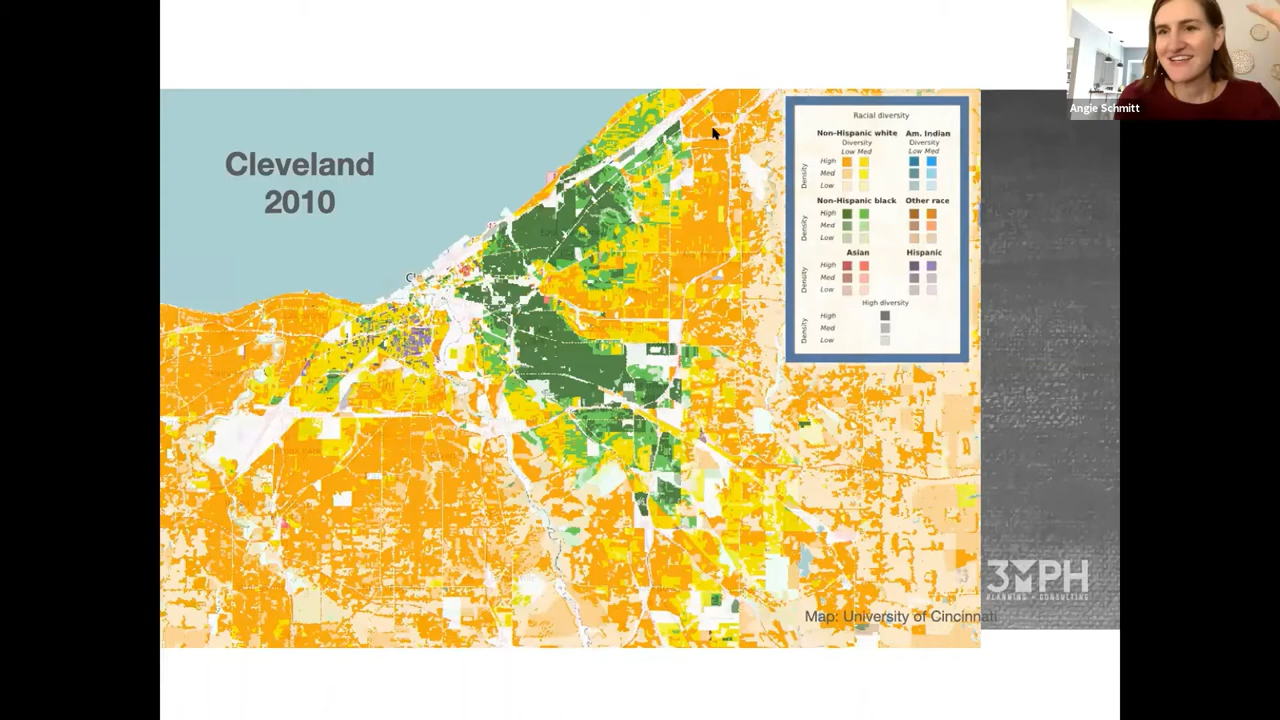 Angie Schmitt
Cleveland
2010
Racial diversity
Non-Hispanic white
Diversity
Low Med
Density
High
Med
Low
Am. Indian
Diversity
Low Med
Non-Hispanic black
Density
High
Med
Low
Other race
Asian
Density
High
Med
Low
Hispanic
High diversity
Density
High
Med
Low
3MPH
PLANNING + CONSULTING
Map: University of Cincinnati